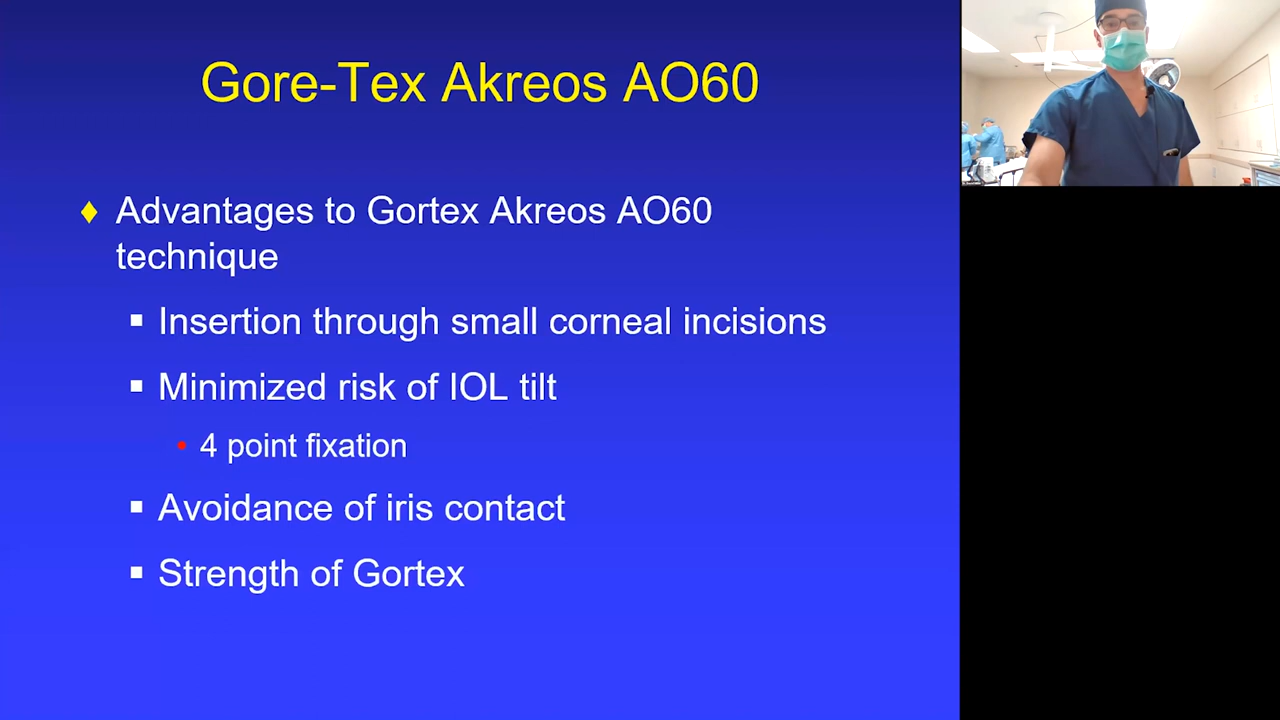 Gore-Tex Akreos AO60
Advantages to Gortex Akreos AO60
technique
Insertion through small corneal incisions
Minimized risk of IOL tilt
4 point fixation
Avoidance of iris contact
Strength of Gortex